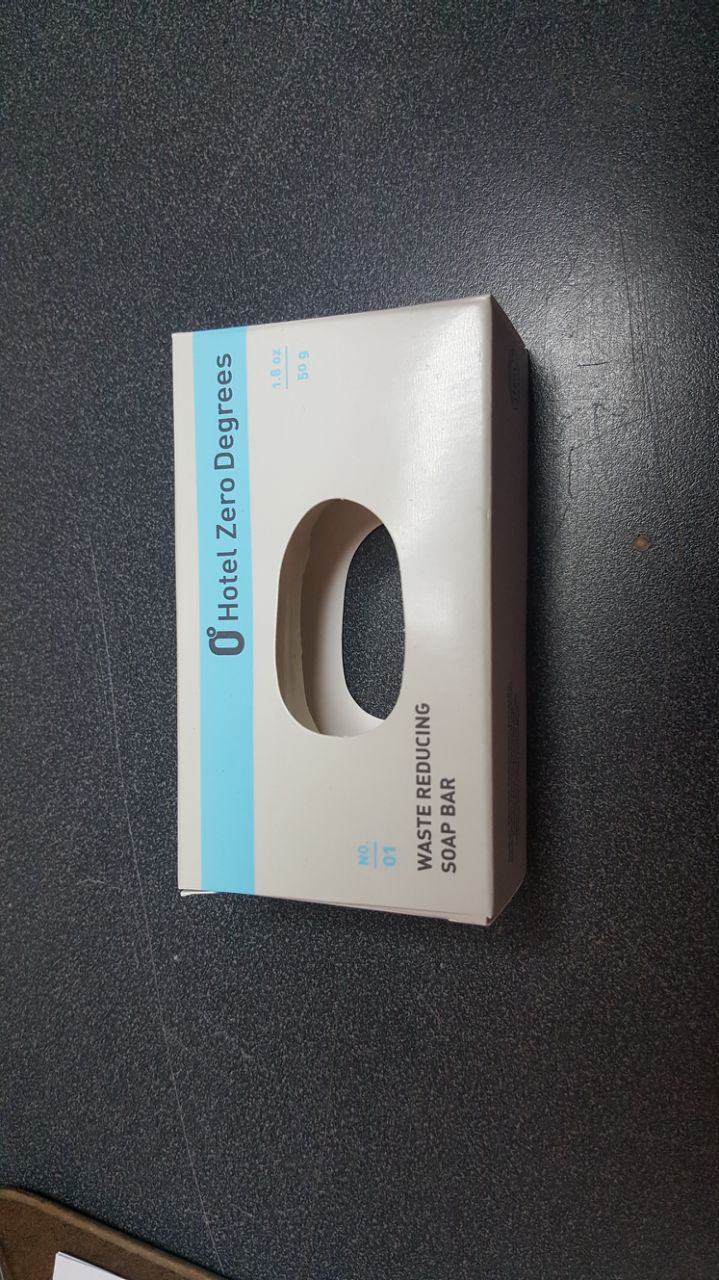 0° Hotel Zero Degrees
1.8 oz
50 g
NO.
01
WASTE REDUCING
SOAP BAR